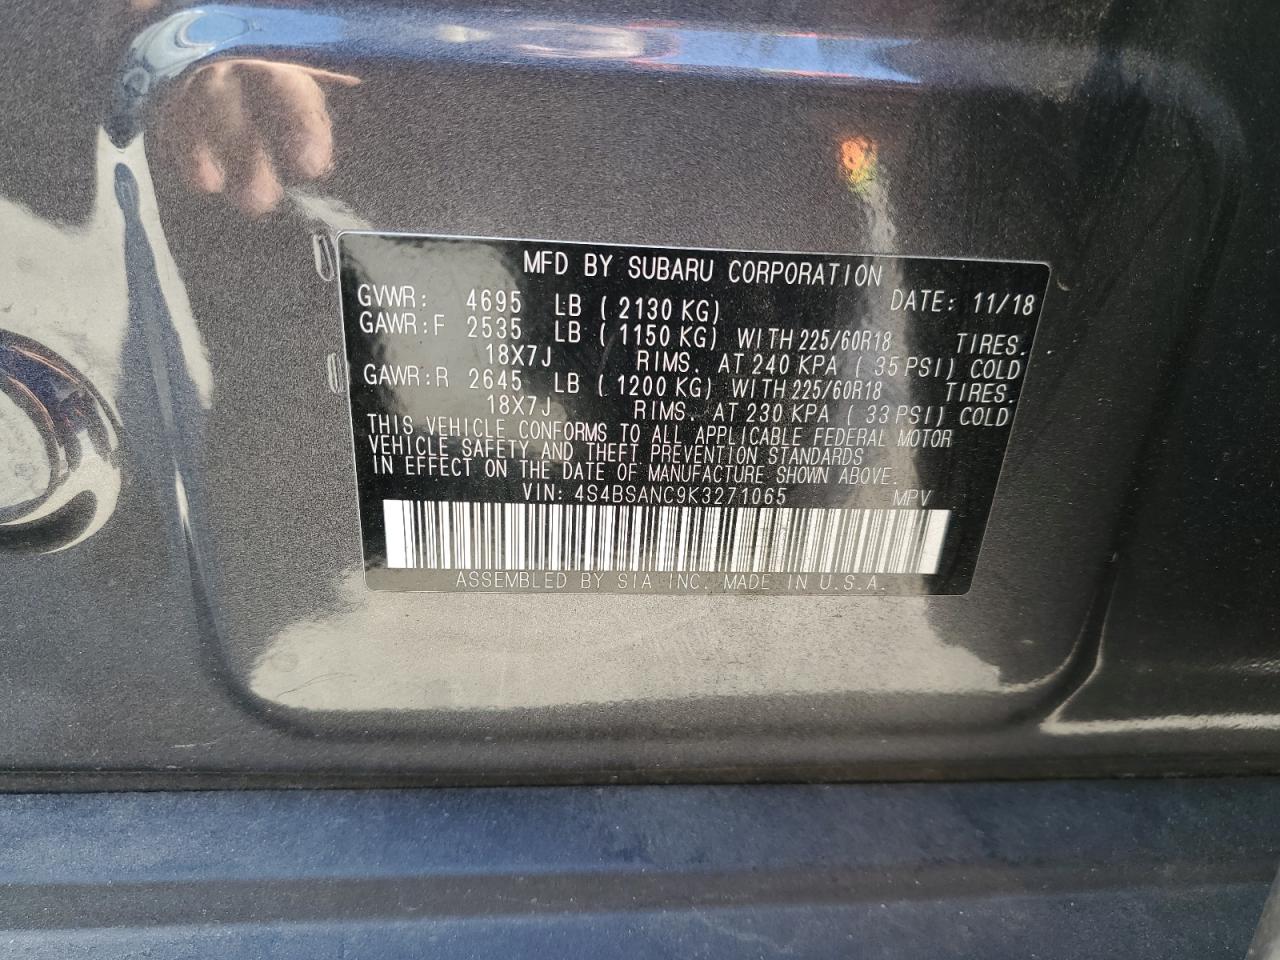 MFD BY SUBARU CORPORATION
GVWR: 4695 LB ( 2130 KG) DATE: 11/18
GAWR:F 2535 LB ( 1150 KG) WITH 225/60R18 TIRES.
18X7J RIMS. AT 240 KPA ( 35 PSI) COLD
GAWR:R 2645 LB ( 1200 KG) WITH 225/60R18 TIRES.
18X7J RIMS. AT 230 KPA ( 33 PSI) COLD
THIS VEHICLE CONFORMS TO ALL APPLICABLE FEDERAL MOTOR
VEHICLE SAFETY AND THEFT PREVENTION STANDARDS
IN EFFECT ON THE DATE OF MANUFACTURE SHOWN ABOVE.
VIN: 4S4BSANC9K3271065 MPV
ASSEMBLED BY SIA INC. MADE IN U.S.A.